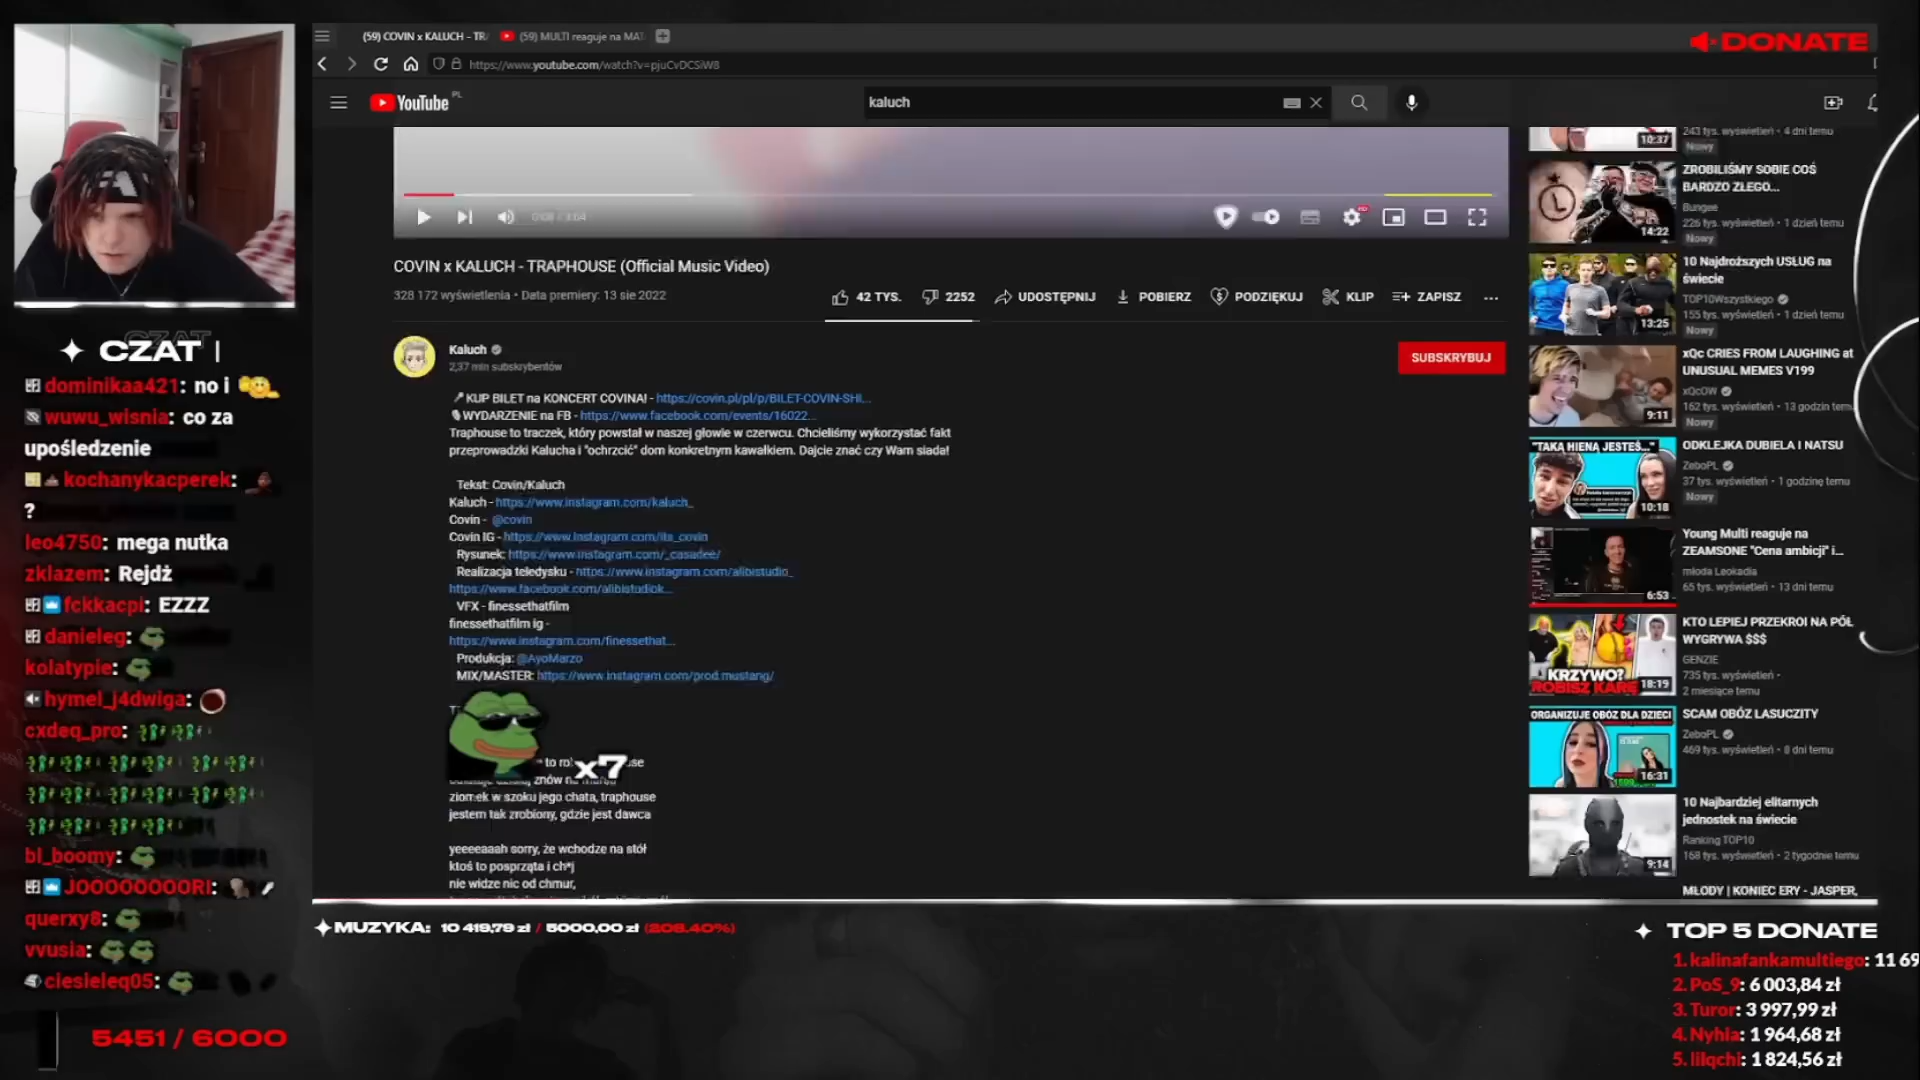 (59) COVIN x KALUCH - TR
(59) MULTI reaguje na MA
DONATE
https://www.youtube.com/watch?v=pjuCvDCSiW8
YouTube PL
kaluch
COVIN x KALUCH - TRAPHOUSE (Official Music Video)
328 172 wyświetlenia • Data premiery: 13 sie 2022
42 TYS.
2252
UDOSTĘPNIJ
POBIERZ
PODZIĘKUJ
KLIP
ZAPISZ
Kaluch
2,37 mln subskrybentów
SUBSKRYBUJ
KUP BILET na KONCERT COVINA! - https://covin.pl/pl/p/BILET-COVIN-SHI...
WYDARZENIE na FB - https://www.facebook.com/events/16022...
Traphouse to traczek, który powstał w naszej głowie w czerwcu. Chcieliśmy wykorzystać fakt
przeprowadzki Kalucha i "ochrzcić" dom konkretnym kawałkiem. Dajcie znać czy Wam siada!
Tekst: Covin/Kaluch
Kaluch - https://www.instagram.com/kaluch_
Covin - @covin
Covin IG - https://www.instagram.com/its_covin
Rysunek: https://www.instagram.com/_casadee/
Realizacja teledysku - https://www.instagram.com/alibistudio_
https://www.facebook.com/alibistudiok...
VFX - finessethatfilm
finessethatfilm ig -
https://www.instagram.com/finessethat...
Produkcja: @AyoMarzo
MIX/MASTER: https://www.instagram.com/prod.mustang/
x7
ziomek w szoku jego chata, traphouse
jestem tak zrobiony, gdzie jest dawca
yeeeeaaah sorry, że wchodze na stół
ktoś to posprząta i ch*j
nie widze nic od chmur,
10:37
243 tys. wyświetleń • 4 dni temu
Nowy
ZROBILIŚMY SOBIE COŚ
BARDZO ZŁEGO...
Bungee
226 tys. wyświetleń • 1 dzień temu
Nowy
14:22
10 Najdroższych USŁUG na
świecie
TOP10Wszystkiego
155 tys. wyświetleń • 1 dzień temu
Nowy
13:25
xQc CRIES FROM LAUGHING at
UNUSUAL MEMES V199
xQcOW
162 tys. wyświetleń • 13 godzin temu
Nowy
9:11
"TAKĄ HIENĄ JESTEŚ..."
10:18
ODKLEJKA DUBIELA I NATSU
ZeboPL
37 tys. wyświetleń • 1 godzinę temu
Nowy
Young Multi reaguje na
ZEAMSONE "Cena ambicji" i...
młoda Leokadia
65 tys. wyświetleń • 13 dni temu
6:53
KRZYWO?
ROBISZ KARĘ
18:19
KTO LEPIEJ PRZEKROI NA PÓŁ
WYGRYWA $$$
GENZIE
735 tys. wyświetleń •
2 miesiące temu
ORGANIZUJE OBÓZ DLA DZIECI
16:31
SCAM OBÓZ LASUCZITY
ZeboPL
469 tys. wyświetleń • 8 dni temu
10 Najbardziej elitarnych
jednostek na świecie
Ranking TOP10
168 tys. wyświetleń • 2 tygodnie temu
9:14
MŁODY | KONIEC ERY - JASPER,
CZAT |
dominikaa421: no i
wuwu_wisnia: co za
upośledzenie
kochanykacperek:
?
leo4750: mega nutka
zklazem: Rejdż
fckkacpi: EZZZ
danieleg:
kolatypie:
hymel_j4dwiga:
cxdeq_pro:
bl_boomy:
JOOOOOOOORI:
querxy8:
vvusia:
ciesieleq05:
5451 / 6000
MUZYKA: 10 419,79 zł / 5000,00 zł (208.40%)
TOP 5 DONATE
1. kalinafankamultiego: 11 69
2. PoS_9: 6 003,84 zł
3. Turor: 3 997,99 zł
4. Nyhla: 1 964,68 zł
5. lilqchi: 1 824,56 zł